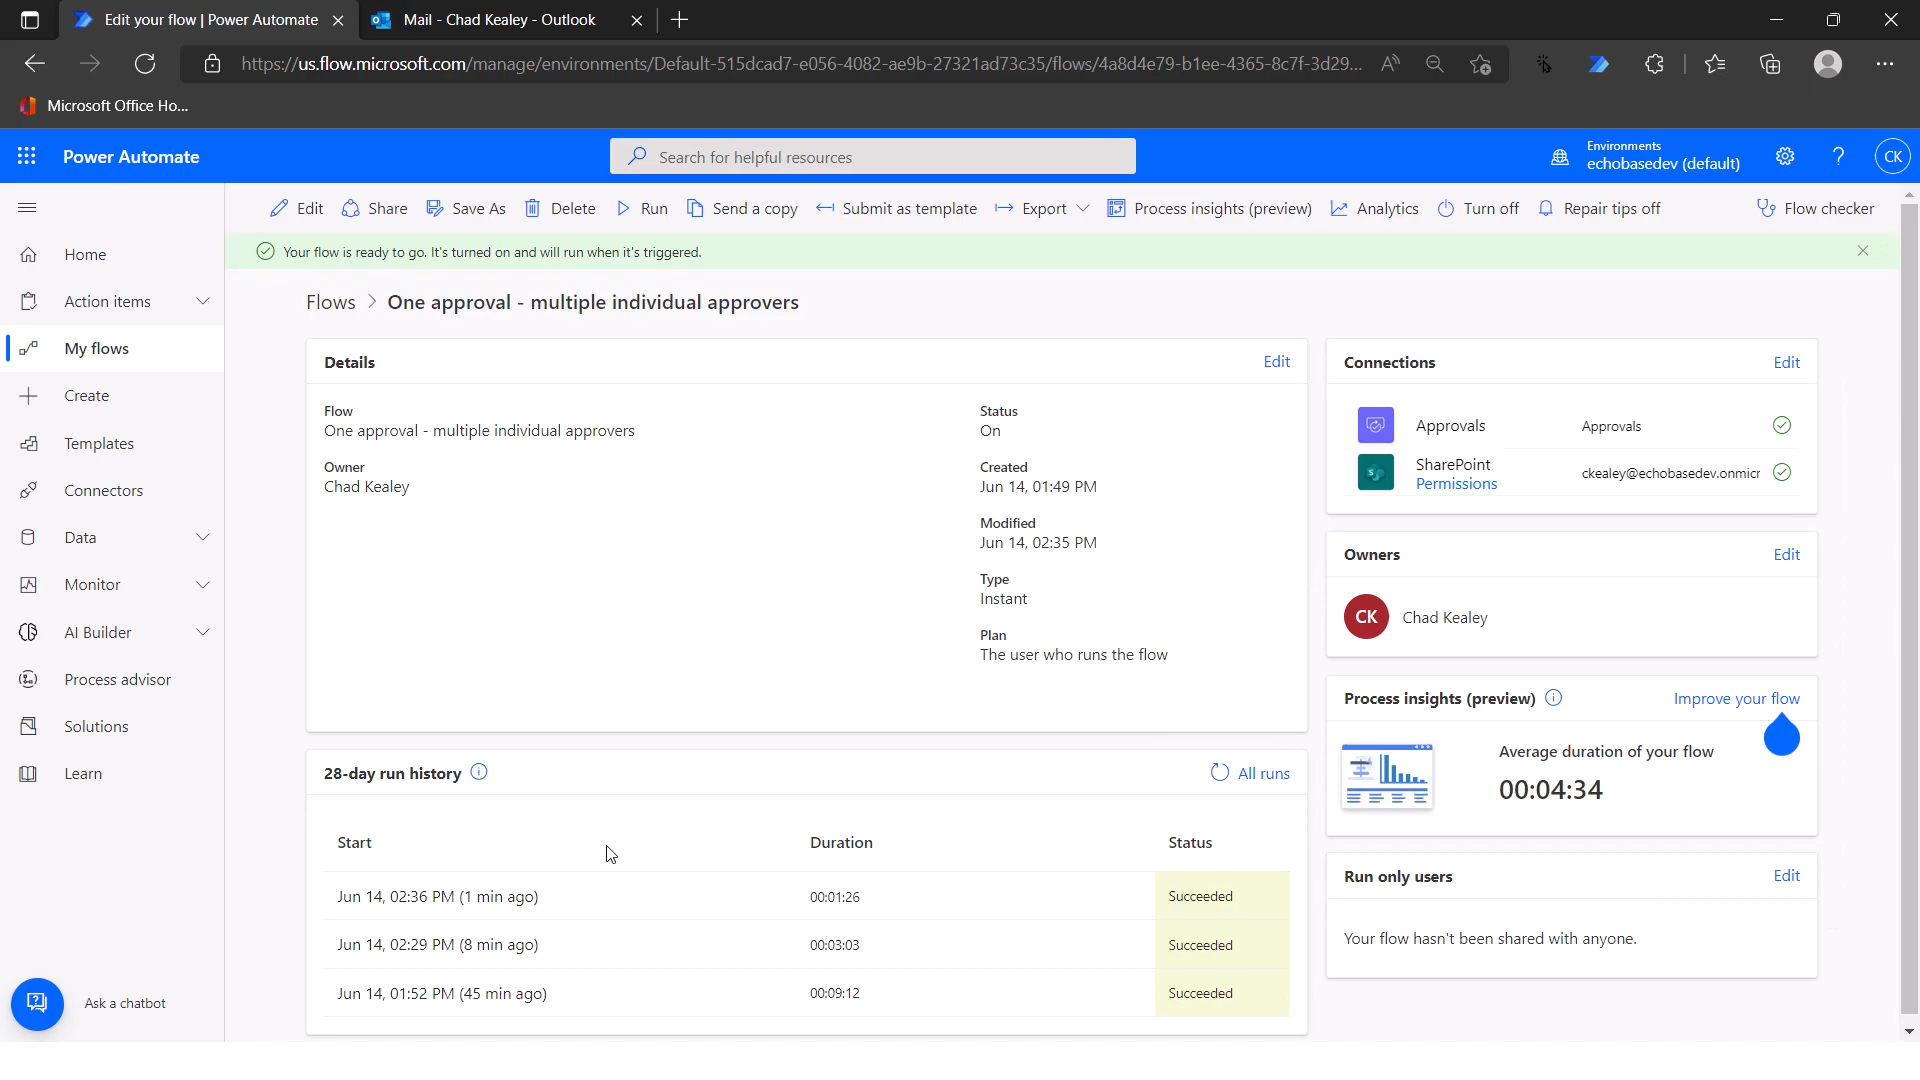 Edit your flow | Power Automate
Mail - Chad Kealey - Outlook
https://us.flow.microsoft.com/manage/environments/Default-515dcad7-e056-4082-ae9b-27321ad73c35/flows/4a8d4e79-b1ee-4365-8c7f-3d29...
Microsoft Office Ho...
Power Automate
Search for helpful resources
Environments
echobasedev (default)
?
CK
Edit
Share
Save As
Delete
Run
Send a copy
Submit as template
Export
Process insights (preview)
Analytics
Turn off
Repair tips off
Flow checker
Home
Action items
My flows
Create
Templates
Connectors
Data
Monitor
AI Builder
Process advisor
Solutions
Learn
Ask a chatbot
Your flow is ready to go. It's turned on and will run when it's triggered.
Flows > One approval - multiple individual approvers
Details
Edit
Flow
One approval - multiple individual approvers
Owner
Chad Kealey
Status
On
Created
Jun 14, 01:49 PM
Modified
Jun 14, 02:35 PM
Type
Instant
Plan
The user who runs the flow
28-day run history
All runs
Start Duration Status
Jun 14, 02:36 PM (1 min ago) 00:01:26 Succeeded
Jun 14, 02:29 PM (8 min ago) 00:03:03 Succeeded
Jun 14, 01:52 PM (45 min ago) 00:09:12 Succeeded
Connections
Edit
Approvals Approvals
SharePoint
Permissions
ckealey@echobasedev.onmicr
Owners
Edit
CK
Chad Kealey
Process insights (preview)
Improve your flow
Average duration of your flow
00:04:34
Run only users
Edit
Your flow hasn't been shared with anyone.